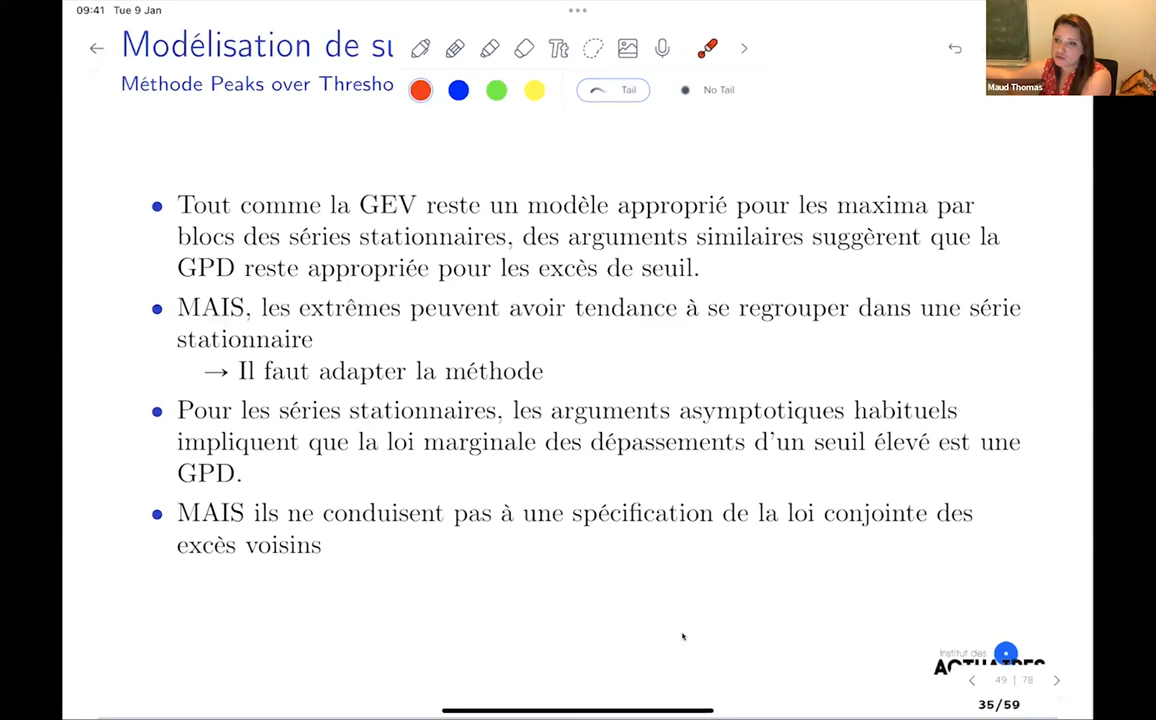 09:41 Tue 9 Jan
Modélisation de su
Méthode Peaks over Thresho
Tt
Tail
No Tail
Maud Thomas
• Tout comme la GEV reste un modèle approprié pour les maxima par
blocs des séries stationnaires, des arguments similaires suggèrent que la
GPD reste appropriée pour les excès de seuil.
• MAIS, les extrêmes peuvent avoir tendance à se regrouper dans une série
stationnaire
→ Il faut adapter la méthode
• Pour les séries stationnaires, les arguments asymptotiques habituels
impliquent que la loi marginale des dépassements d'un seuil élevé est une
GPD.
• MAIS ils ne conduisent pas à une spécification de la loi conjointe des
excès voisins
Institut des
ACTUAIRES
49 | 78
35/59